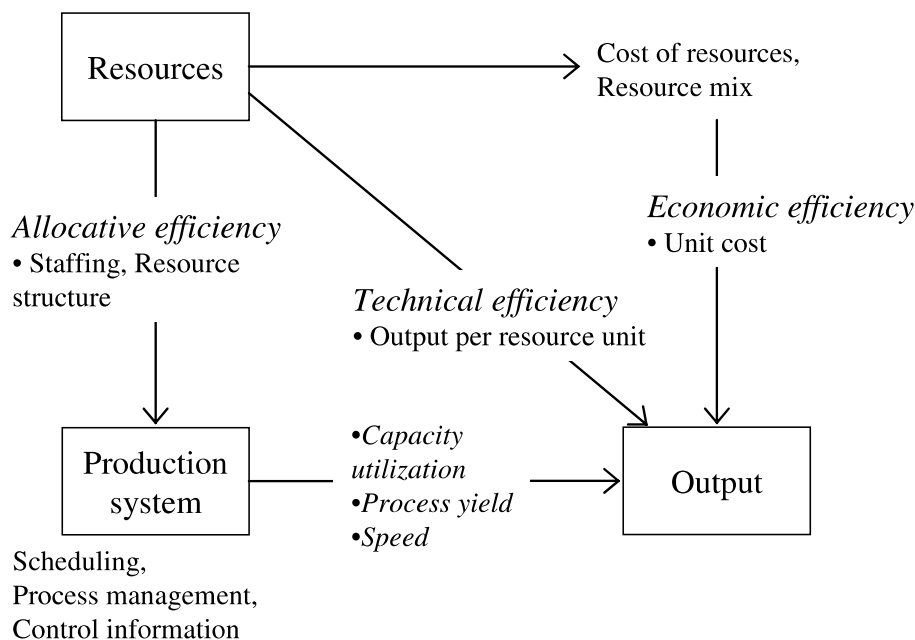 Resources
Cost of resources,
Resource mix
Allocative efficiency
• Staffing, Resource
structure
Economic efficiency
• Unit cost
Technical efficiency
• Output per resource unit
Production
system
•Capacity
utilization
•Process yield
•Speed
Output
Scheduling,
Process management,
Control information